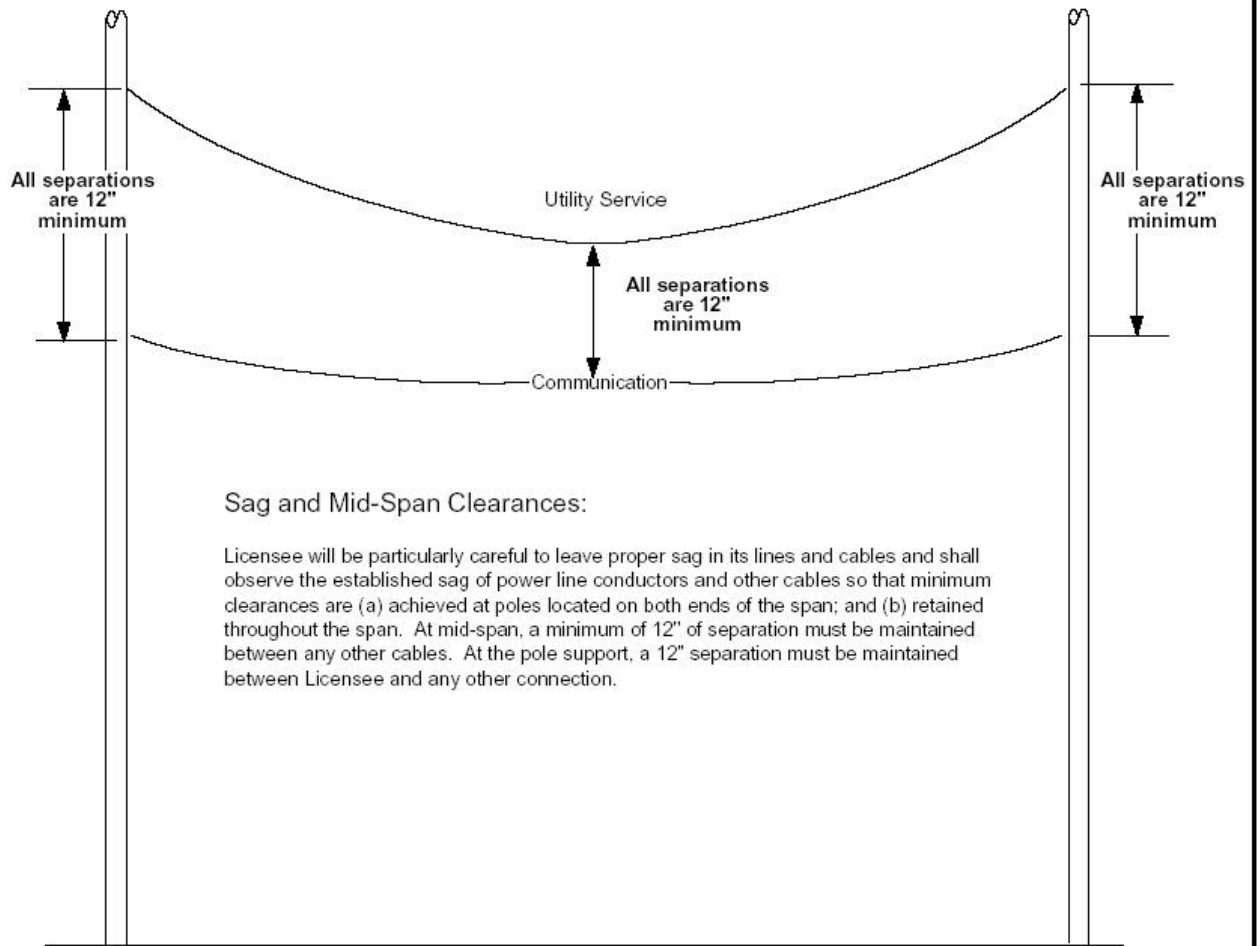 All separations
are 12"
minimum
Utility Service
All separations
are 12"
minimum
All separations
are 12"
minimum
Communication
Sag and Mid-Span Clearances:
Licensee will be particularly careful to leave proper sag in its lines and cables and shall
observe the established sag of power line conductors and other cables so that minimum
clearances are (a) achieved at poles located on both ends of the span; and (b) retained
throughout the span. At mid-span, a minimum of 12" of separation must be maintained
between any other cables. At the pole support, a 12" separation must be maintained
between Licensee and any other connection.